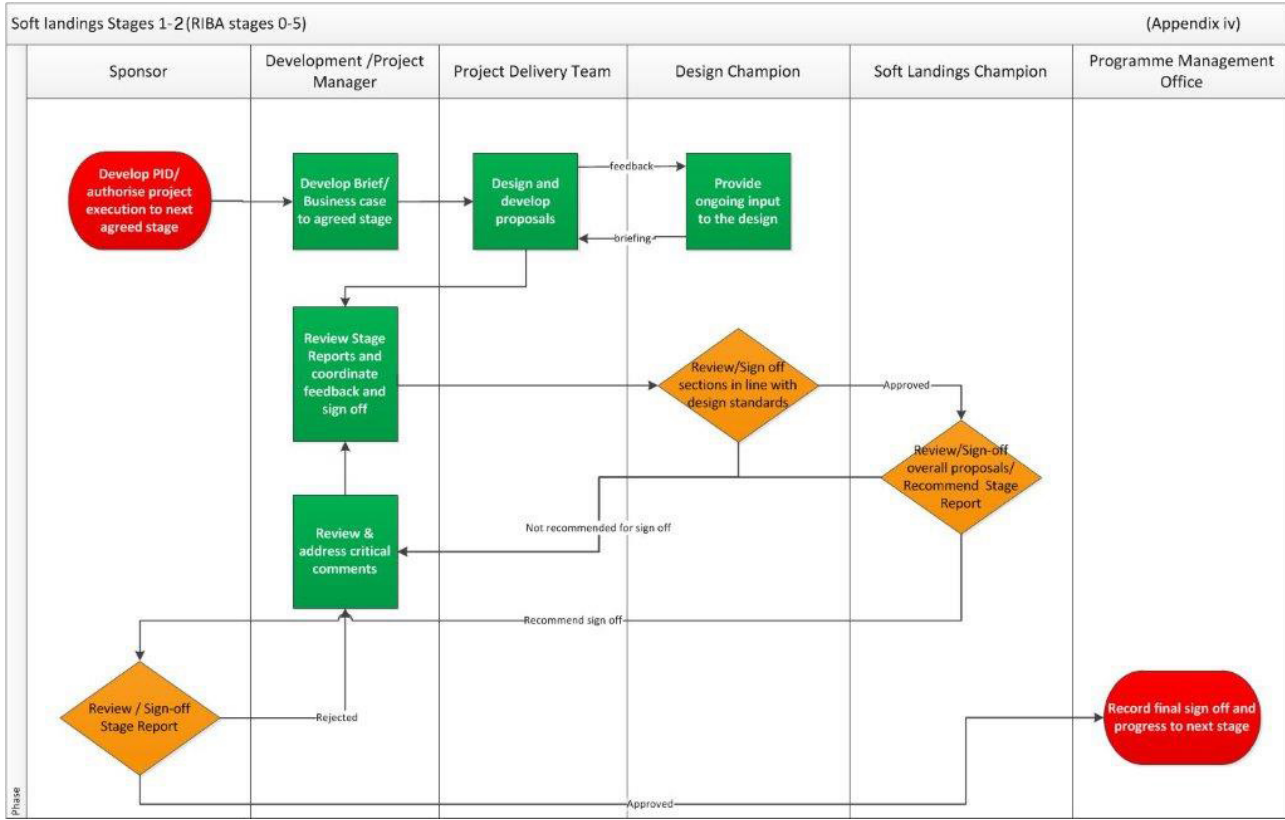 Soft landings Stages 1-2(RIBA stages 0-5)
(Appendix iv)
Sponsor
Development /Project
Manager
Project Delivery Team
Design Champion
Soft Landings Champion
Programme Management
Office
Develop PID/
authorise project
execution to next
agreed stage
Develop Brief/
Business case
to agreed stage
Design and
develop
proposals
feedback
briefing
Provide
ongoing input
to the design
Review Stage
Reports and
coordinate
feedback and
sign off
Review/Sign off
sections in line with
design standards
Approved
Review/Sign-off
overall proposals/
Recommend Stage
Report
Not recommended for sign off
Review &
address critical
comments
Recommend sign off
Review / Sign-off
Stage Report
Rejected
Record final sign off and
progress to next stage
Approved
Phase